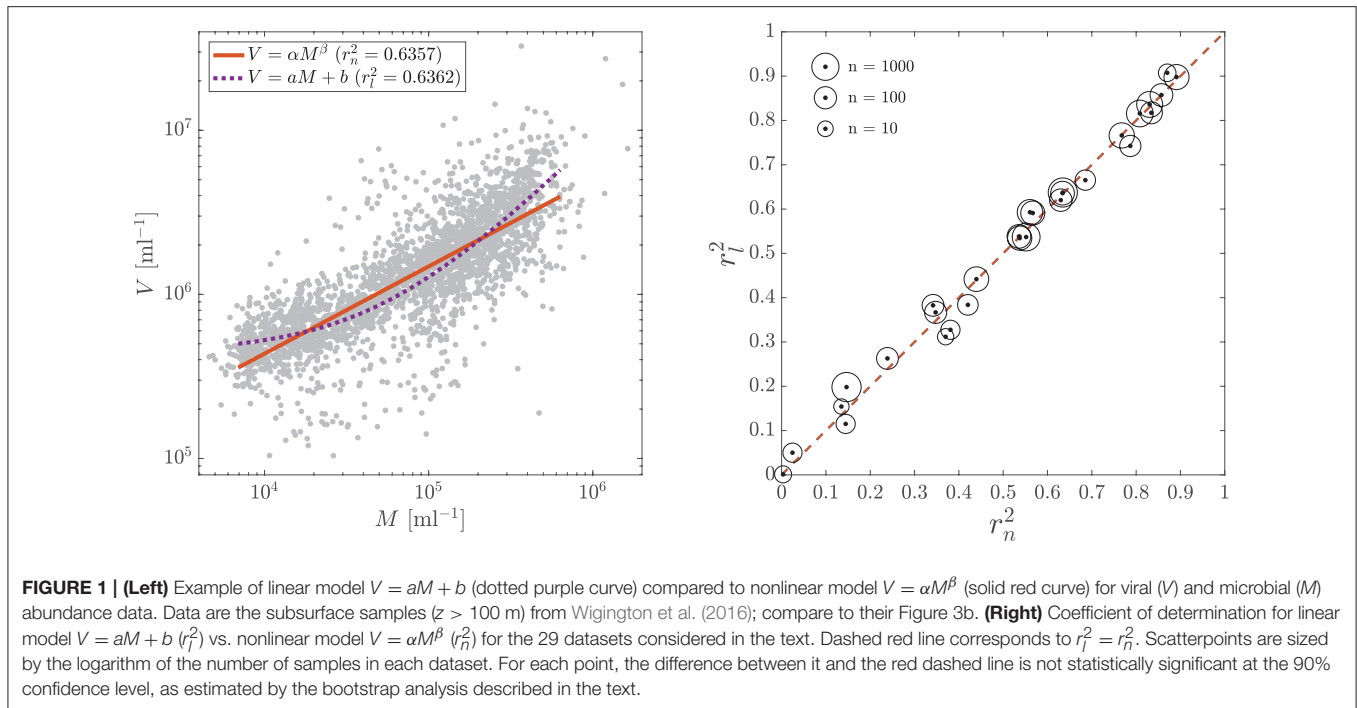 V = αM^β (r_n^2 = 0.6357)
V = aM + b (r_l^2 = 0.6362)
10^7
10^6
10^5
V [ml^−1]
10^4
10^5
10^6
M [ml^−1]
n = 1000
n = 100
n = 10
1
0.9
0.8
0.7
0.6
0.5
0.4
0.3
0.2
0.1
0
r_l^2
0
0.1
0.2
0.3
0.4
0.5
0.6
0.7
0.8
0.9
1
r_n^2
FIGURE 1 | (Left) Example of linear model V = aM + b (dotted purple curve) compared to nonlinear model V = αM^β (solid red curve) for viral (V) and microbial (M)
abundance data. Data are the subsurface samples (z > 100 m) from Wigington et al. (2016); compare to their Figure 3b. (Right) Coefficient of determination for linear
model V = aM + b (r_l^2) vs. nonlinear model V = αM^β (r_n^2) for the 29 datasets considered in the text. Dashed red line corresponds to r_l^2 = r_n^2. Scatterpoints are sized
by the logarithm of the number of samples in each dataset. For each point, the difference between it and the red dashed line is not statistically significant at the 90%
confidence level, as estimated by the bootstrap analysis described in the text.